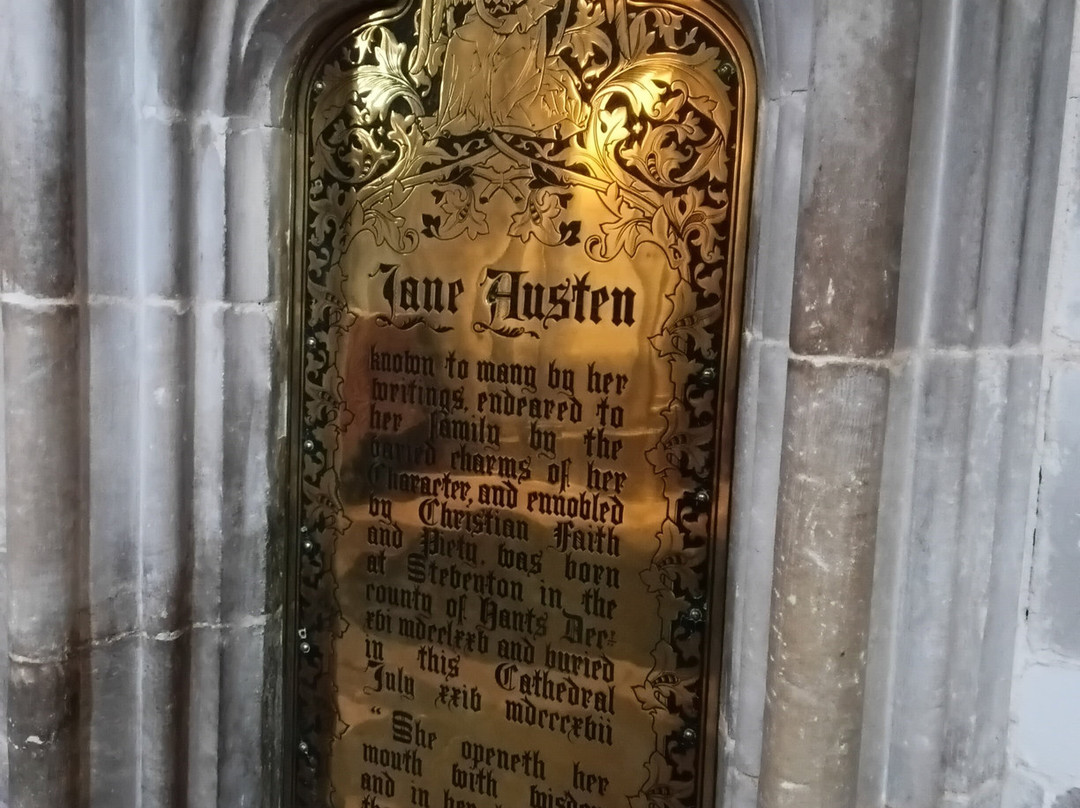 Jane Austen
known to many by her
writings, endeared to
her family by the
varied charms of her
Character, and ennobled
by Christian Faith
and Piety, was born
at Steventon in the
county of Hants Dec:
xvi mdcclxxv and buried
in this Cathedral
July xxiv mdcccxvii
“She openeth her
mouth with wisdom
and in her
the